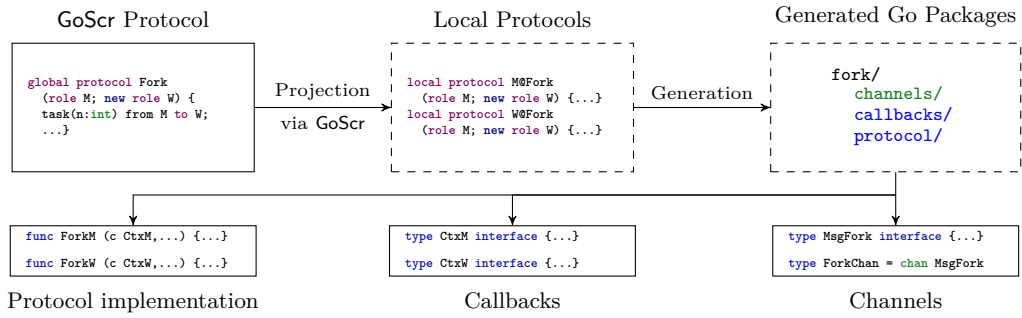 GoScr Protocol
Local Protocols
Generated Go Packages
global protocol Fork
(role M; new role W) {
task(n:int) from M to W;
...}
Projection
via GoScr
local protocol M@Fork
(role M; new role W) {...}
local protocol W@Fork
(role M; new role W) {...}
Generation
fork/
channels/
callbacks/
protocol/
func ForkM (c CtxM,...) {...}
func ForkW (c CtxW,...) {...}
type CtxM interface {...}
type CtxW interface {...}
type MsgFork interface {...}
type ForkChan = chan MsgFork
Protocol implementation
Callbacks
Channels